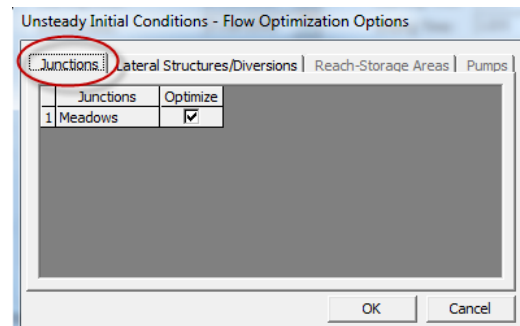 Unsteady Initial Conditions - Flow Optimization Options
Junctions Lateral Structures/Diversions Reach-Storage Areas Pumps
Junctions Optimize
1 Meadows
OK Cancel